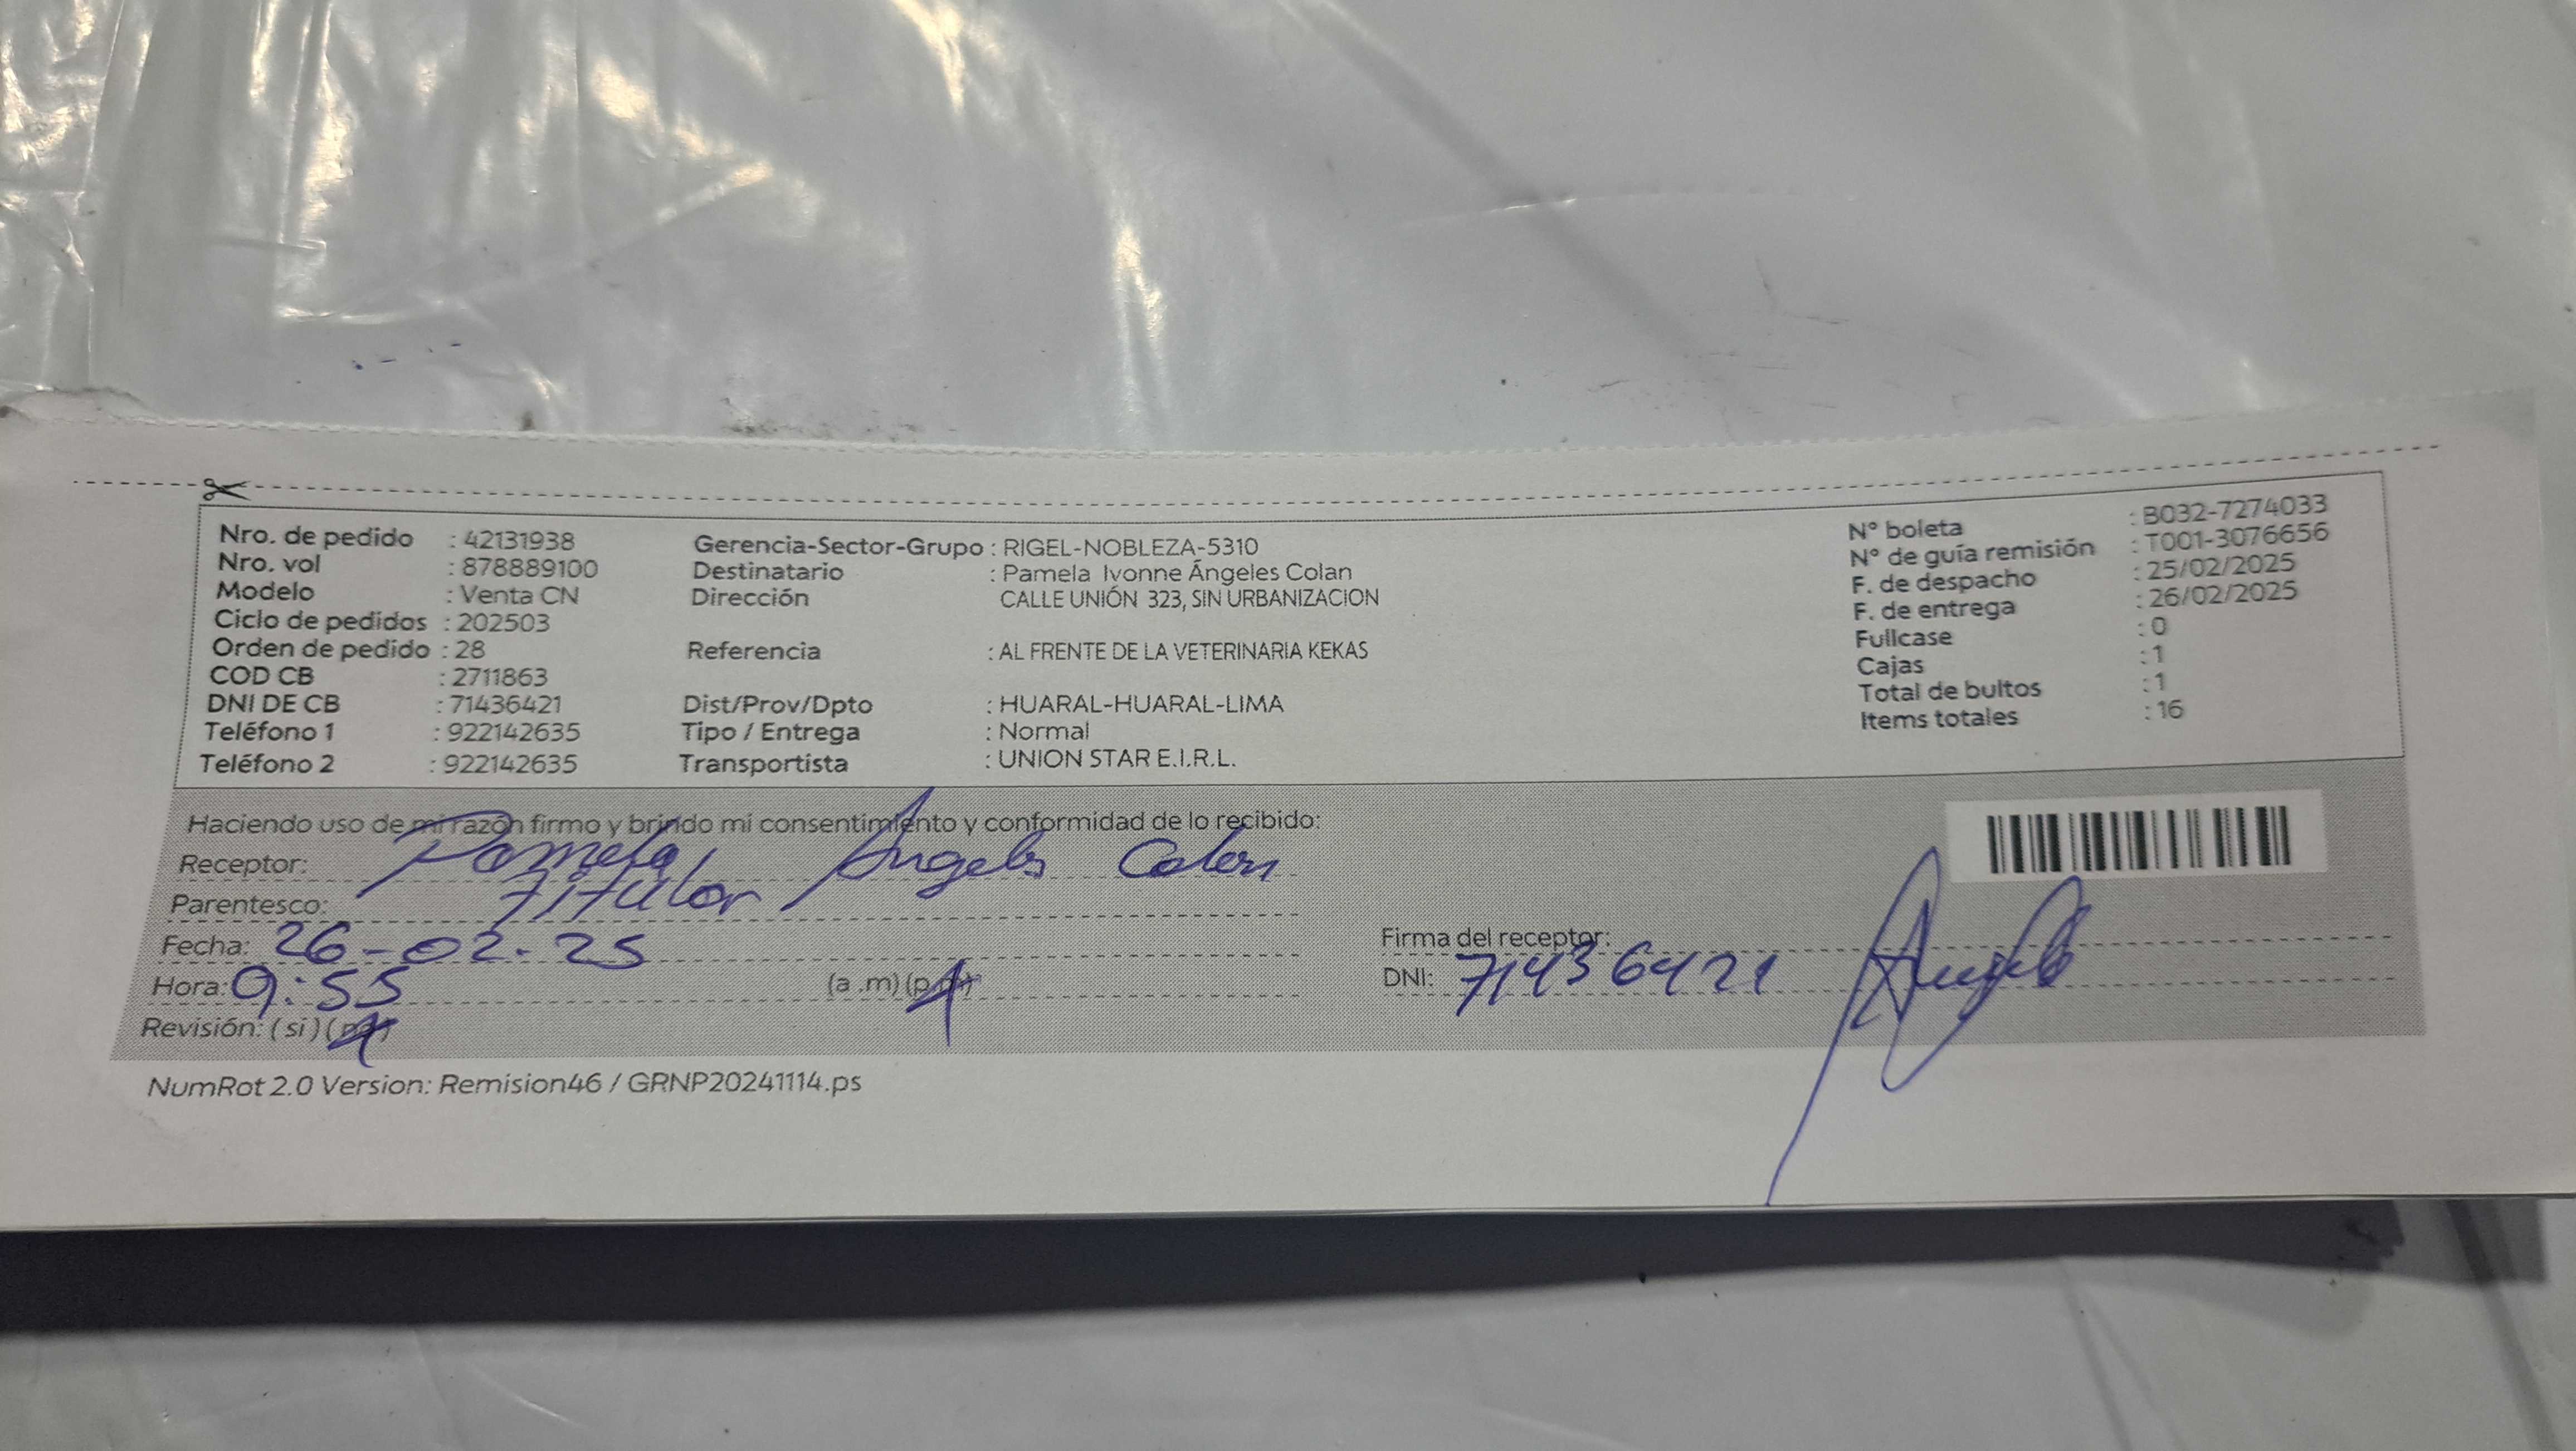 Nro. de pedido : 42131938
Nro. vol : 878889100
Modelo : Venta CN
Ciclo de pedidos : 202503
Orden de pedido : 28
COD CB : 2711863
DNI DE CB : 71436421
Teléfono 1 : 922142635
Teléfono 2 : 922142635
Gerencia-Sector-Grupo : RIGEL-NOBLEZA-5310
Destinatario : Pamela Ivonne Ángeles Colan
Dirección CALLE UNIÓN 323, SIN URBANIZACION
Referencia : AL FRENTE DE LA VETERINARIA KEKAS
Dist/Prov/Dpto : HUARAL-HUARAL-LIMA
Tipo / Entrega : Normal
Transportista : UNION STAR E.I.R.L.
N° boleta : B032-7274033
N° de guía remisión : T001-3076656
F. de despacho : 25/02/2025
F. de entrega : 26/02/2025
Fullcase : 0
Cajas : 1
Total de bultos : 1
Items totales : 16
Haciendo uso de mi razón firmo y brindo mi consentimiento y conformidad de lo recibido:
Receptor: Pamela Angeles Colan
Parentesco: Titular
Fecha: 26-02-25
Hora: 9:55 (a .m) (p.m)
Revisión: ( si ) ( no )
Firma del receptor:
DNI: 71436421
NumRot 2.0 Version: Remision46 / GRNP20241114.ps